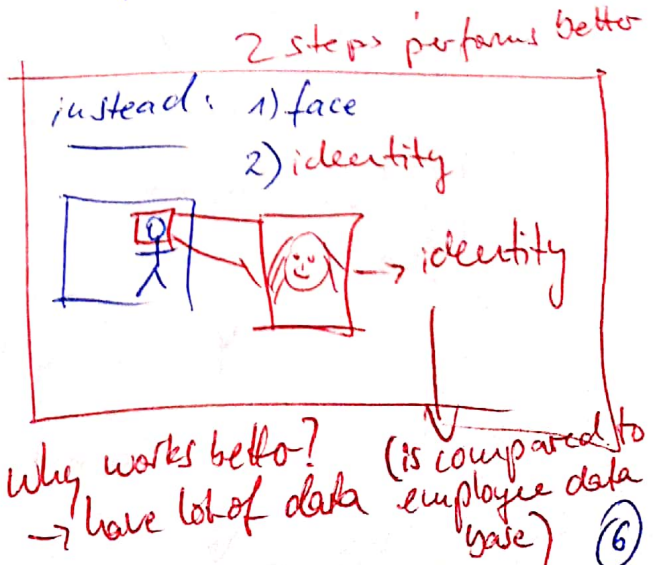 2 steps performs better
instead: 1) face
2) identity
→ identity
why works better?
→ have lot of data
(is compared to
employee data
base)
6